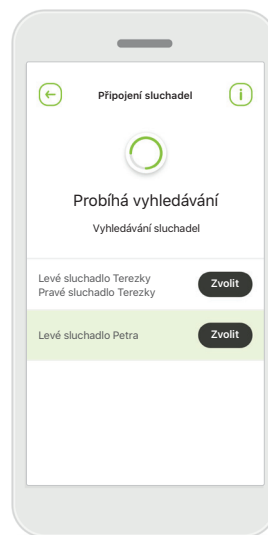 Připojení sluchadel
Probíhá vyhledávání
Vyhledávání sluchadel
Levé sluchadlo Terezky
Pravé sluchadlo Terezky
Zvolit
Levé sluchadlo Petra
Zvolit